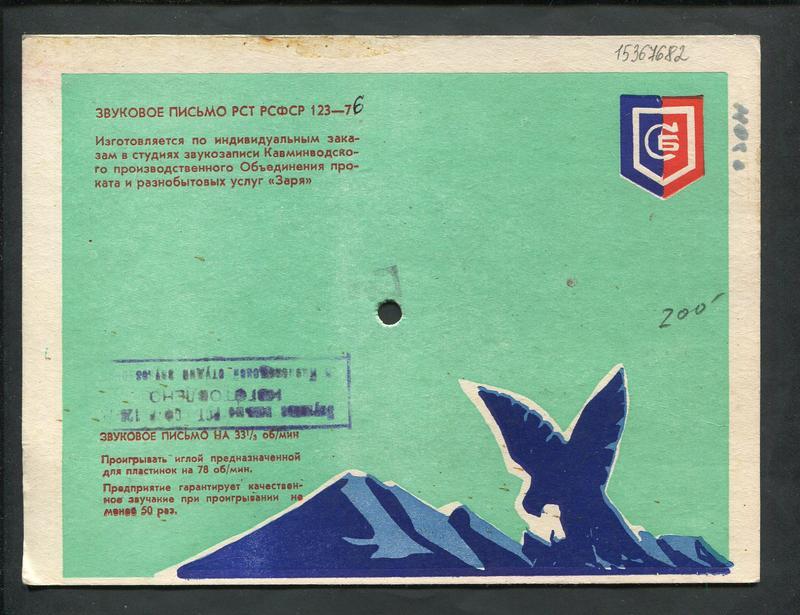 15367682
ЗВУКОВОЕ ПИСЬМО РСТ РСФСР 123—76
Изготовляется по индивидуальным зака-
зам в студиях звукозаписи Кавминводско-
го производственного Объединения про-
ката и разнобытовых услуг «Заря»
200
ИЗГОТОВЛЕНО
ЗВУКОВОЕ ПИСЬМО НА 33⅓ об/мин
Проигрывать иглой предназначенной
для пластинок на 78 об/мин.
Предприятие гарантирует качествен-
ное звучание при проигрывании не
менее 50 раз.